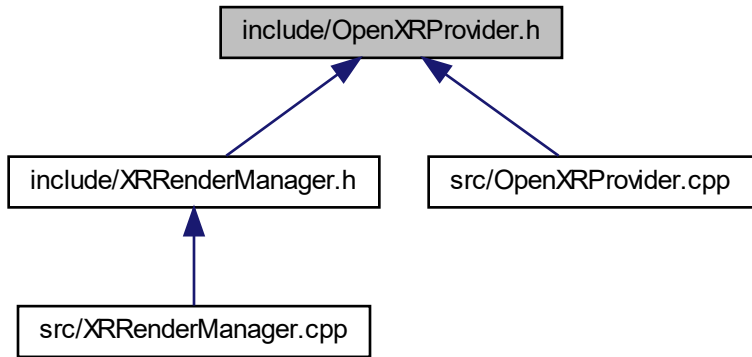 include/OpenXRProvider.h
include/XRRenderManager.h
src/OpenXRProvider.cpp
src/XRRenderManager.cpp